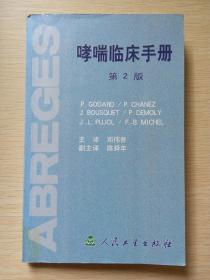 ABREGES
哮喘临床手册
第 2 版
P GODARD / P. CHANEZ
J. BOUSQUET / P DEMOLY
J. L. PUJOL / F. -B. MICHEL
主 译
副主译
人民卫生出版社